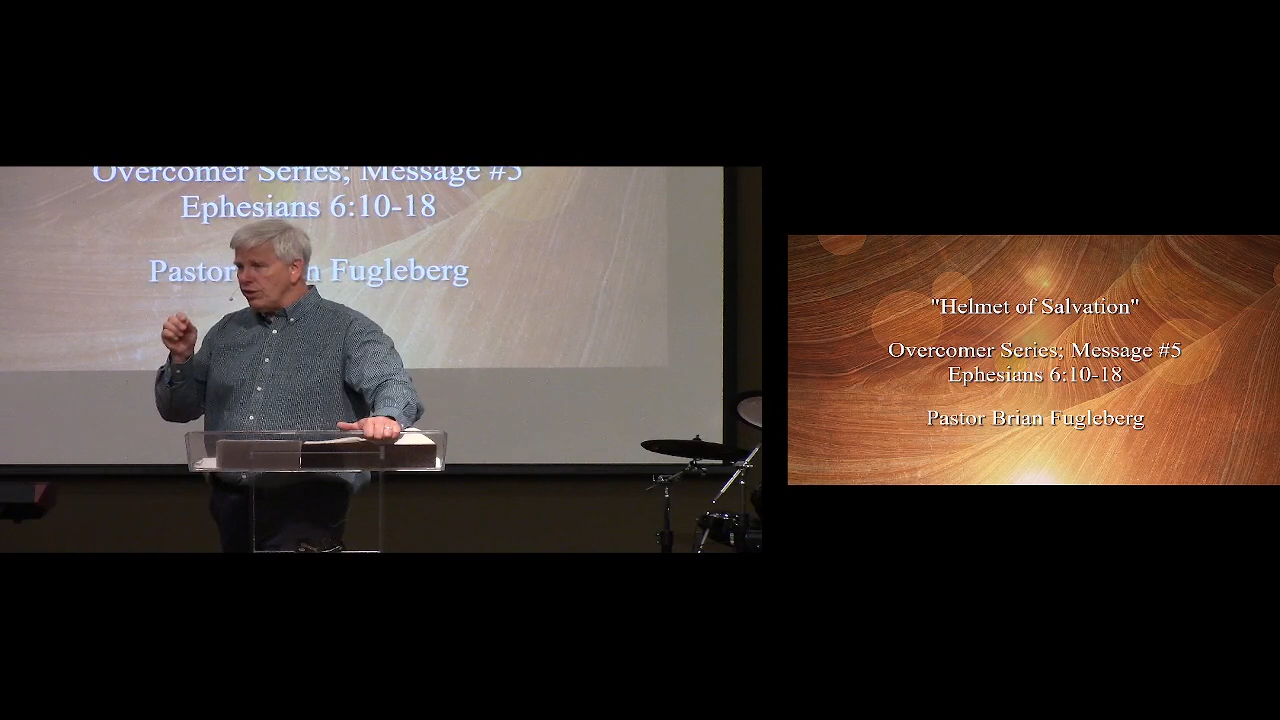 Overcomer Series; Message #5
Ephesians 6:10-18
Pastor Fugleberg
"Helmet of Salvation"
Overcomer Series; Message #5
Ephesians 6:10-18
Pastor Brian Fugleberg